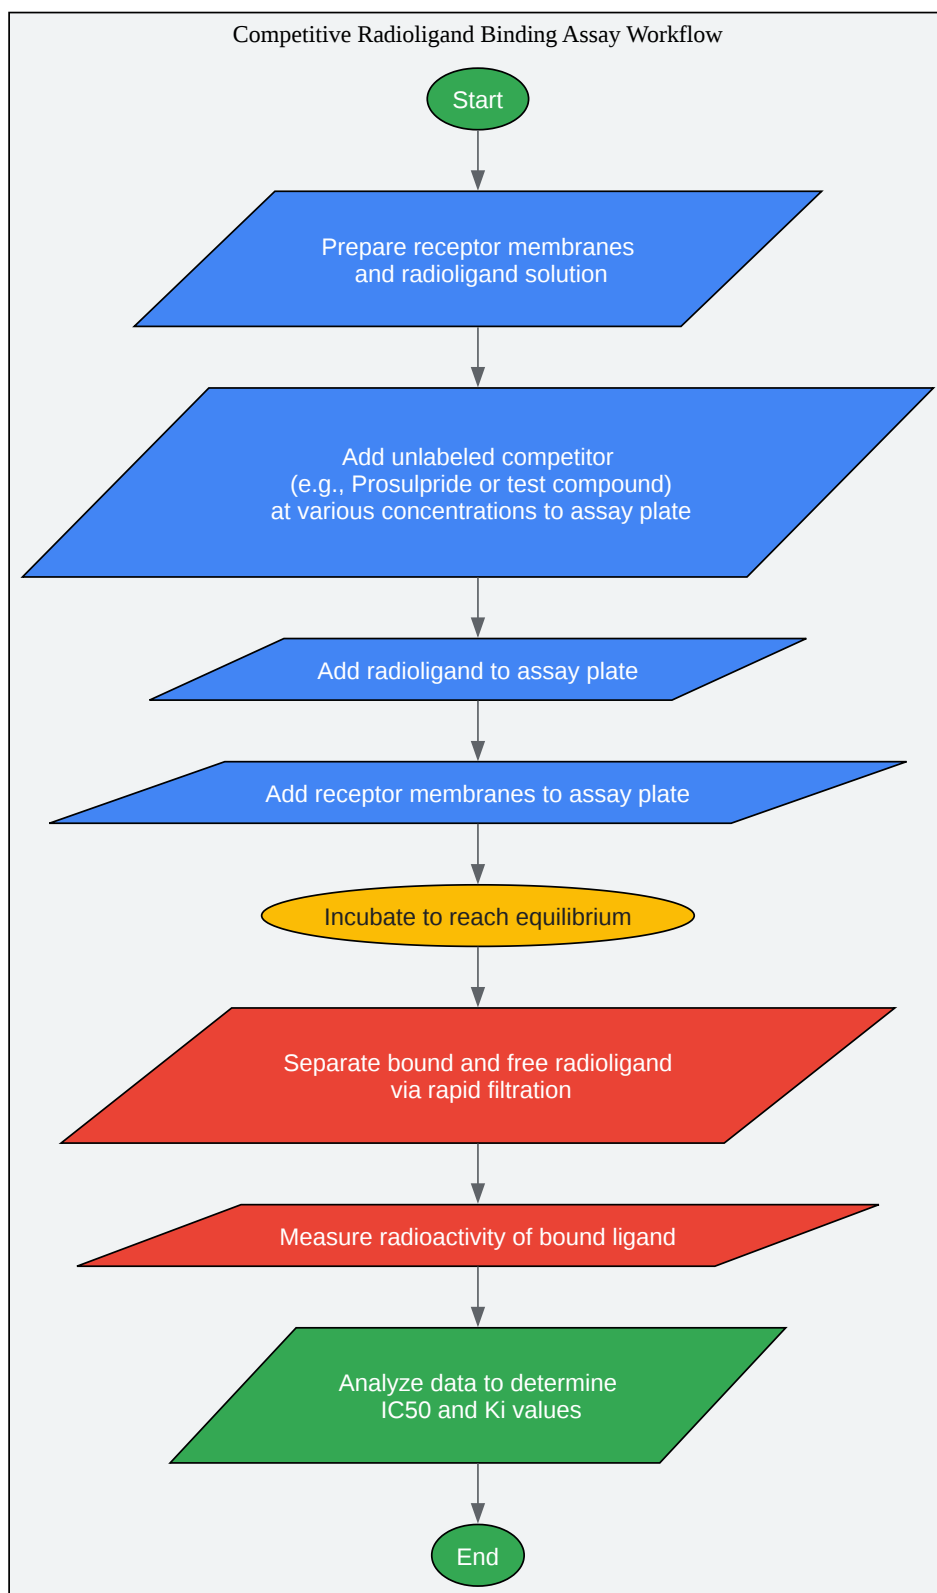 Competitive Radioligand Binding Assay Workflow
Start
Prepare receptor membranes
and radioligand solution
Add unlabeled competitor
(e.g., Prosulpride or test compound)
at various concentrations to assay plate
Add radioligand to assay plate
Add receptor membranes to assay plate
Incubate to reach equilibrium
Separate bound and free radioligand
via rapid filtration
Measure radioactivity of bound ligand
Analyze data to determine
IC50 and Ki values
End